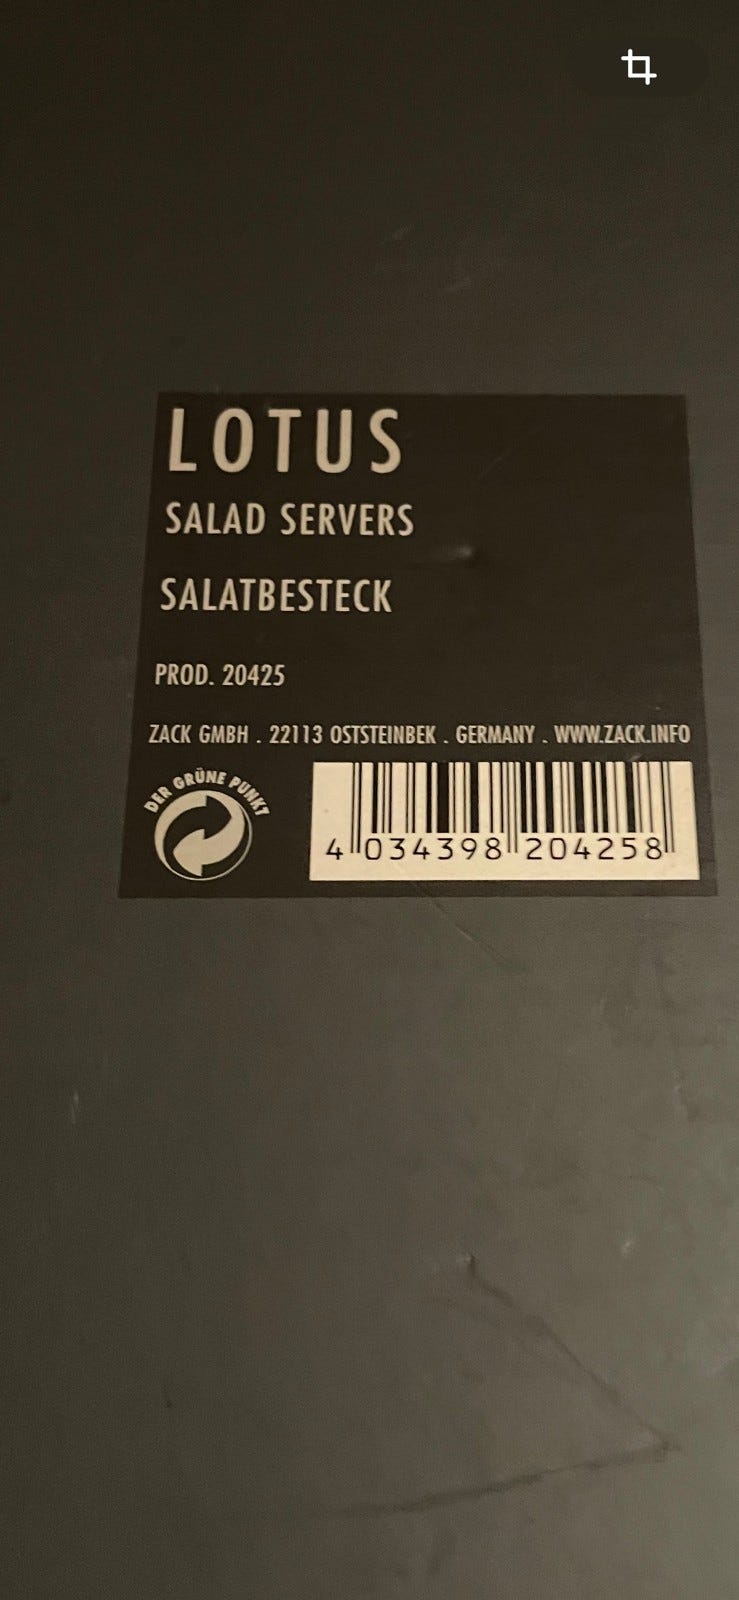 LOTUS
SALAD SERVERS
SALATBESTECK
PROD. 20425
ZACK GMBH . 22113 OSTSTEINBEK . GERMANY . WWW.ZACK.INFO
DER GRÜNE PUNKT
4 034398 204258